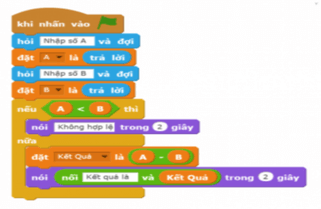 khi nhấn vào
hỏi Nhập số A và đợi
đặt A là trả lời
hỏi Nhập số B và đợi
đặt B là trả lời
nếu A < B thì
nói Không hợp lệ trong 2 giây
nữa
đặt Kết Quả là A - B
nói nối Kết quả là và Kết Quả trong 2 giây